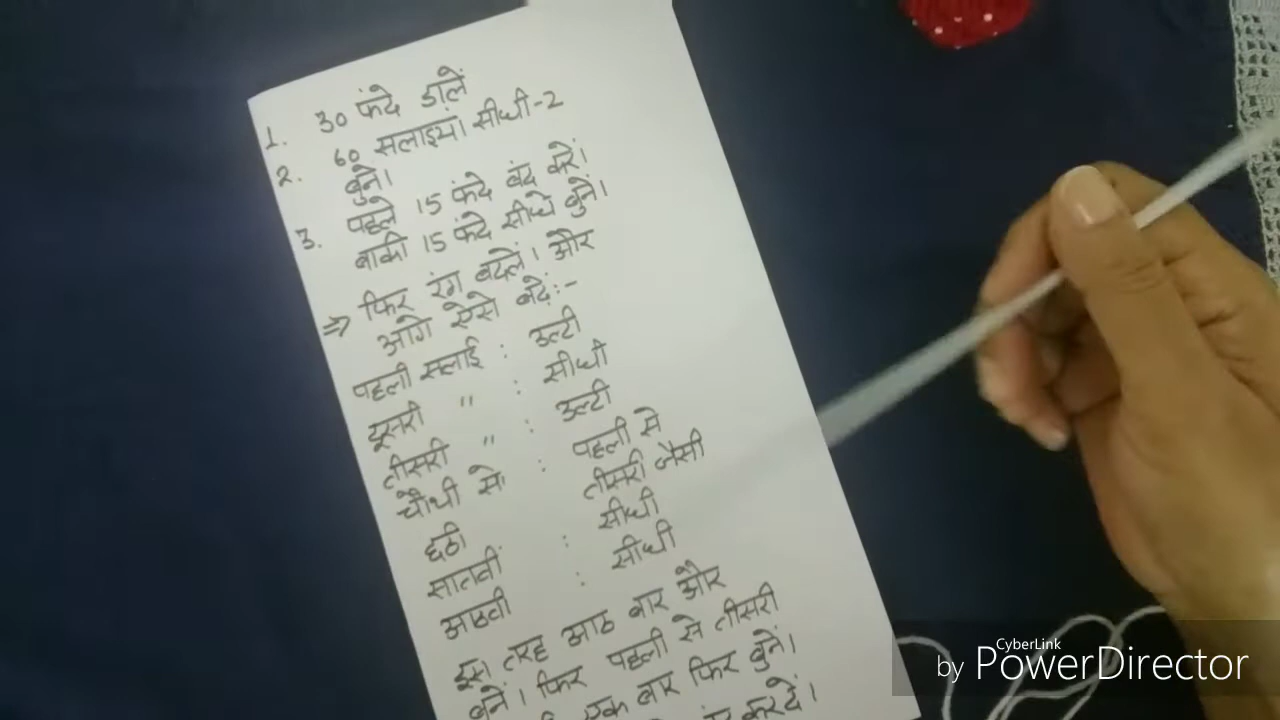 1. 30 फंदे डालें
2. 60 सलाइयां सीधी-2
बुनें।
3. पहले 15 फंदे बंद करें।
बाकी 15 फंदे सीधे बुनें।
⇒ फिर रंग बदलें। और
आगे ऐसे बढ़ें:-
पहली सलाई : उल्टी
दूसरी " : सीधी
तीसरी " : उल्टी
चौथी से : पहली से
छठी तीसरी जैसी
सातवीं : सीधी
आठवीं : सीधी
इस तरह आठ बार और
बुनें। फिर पहली से तीसरी
एक बार फिर बुनें।
कर दें।
CyberLink
by PowerDirector